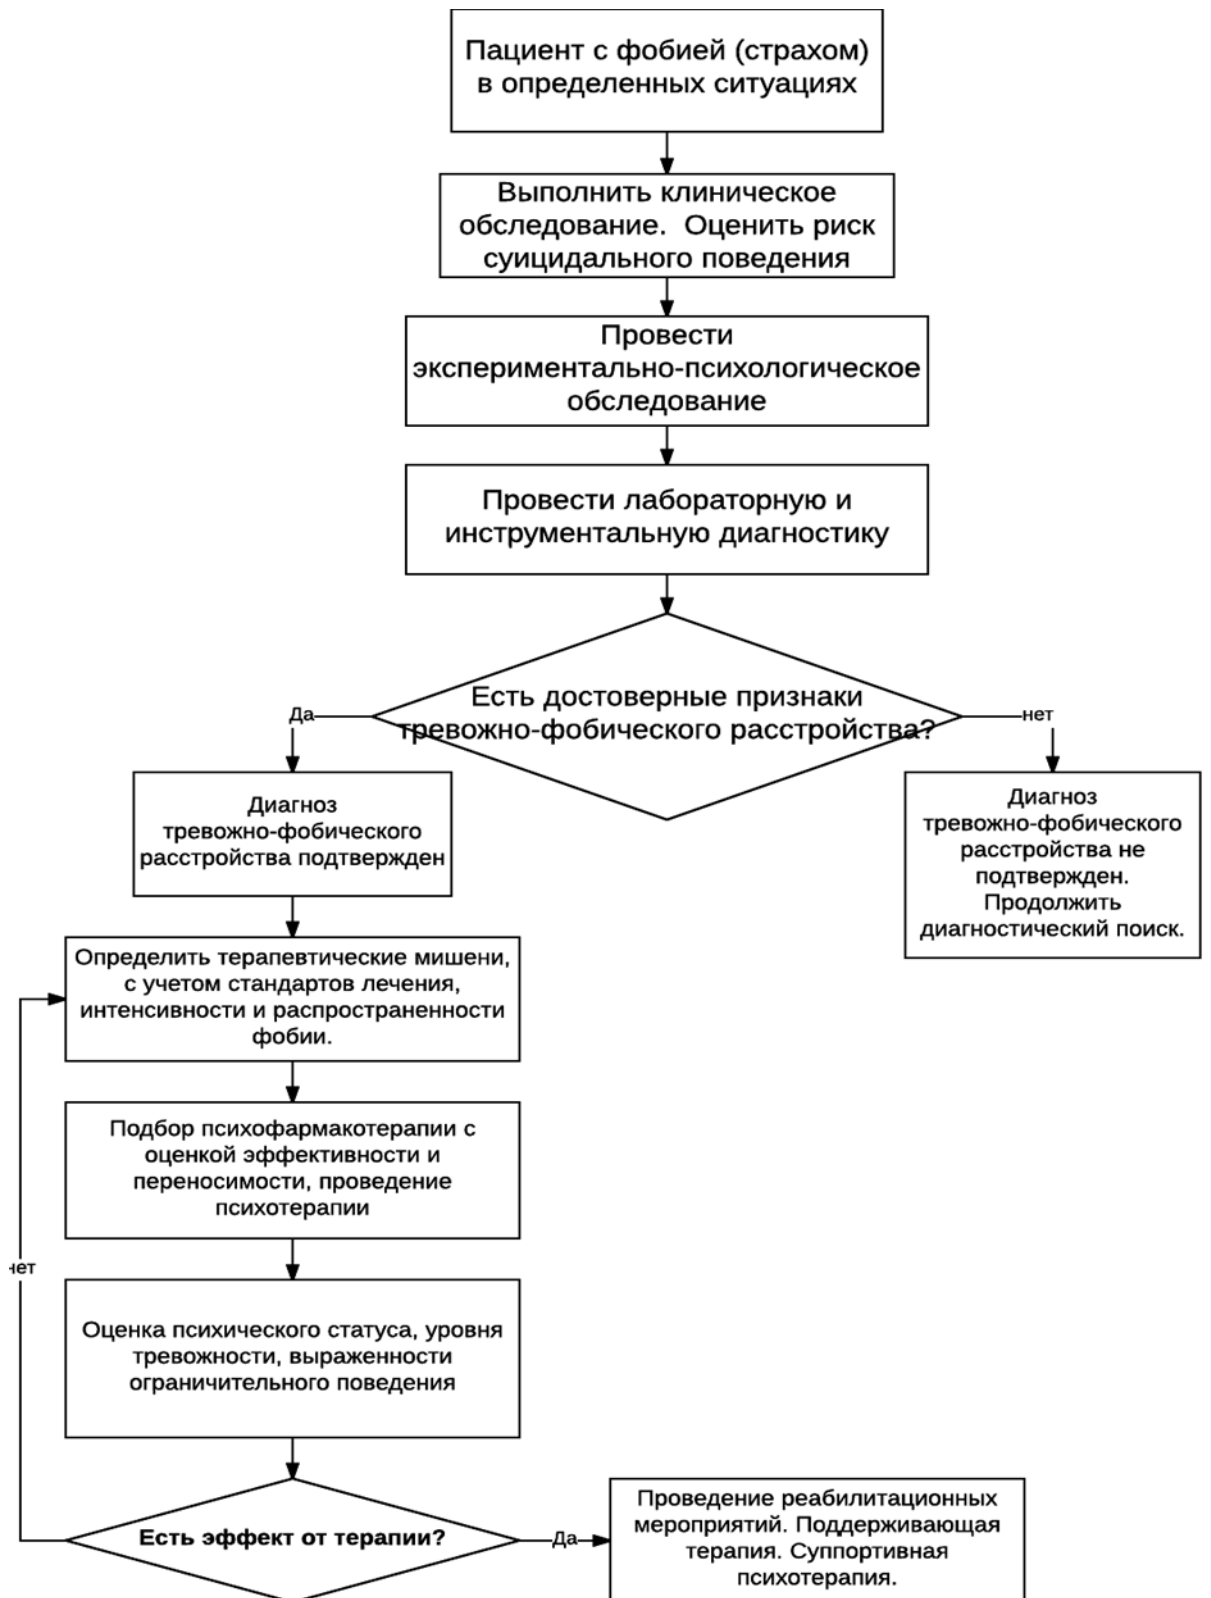 Пациент с фобией (страхом)
в определенных ситуациях
Выполнить клиническое
обследование.  Оценить риск
суицидального поведения
Провести
экспериментально-психологическое
обследование
Провести лабораторную и
инструментальную диагностику
Есть достоверные признаки
тревожно-фобического расстройства?
Да
нет
Диагноз
тревожно-фобического
расстройства подтвержден
Диагноз
тревожно-фобического
расстройства не
подтвержден.
Продолжить
диагностический поиск.
Определить терапевтические мишени,
с учетом стандартов лечения,
интенсивности и распространенности
фобии.
Подбор психофармакотерапии с
оценкой эффективности и
переносимости, проведение
психотерапии
нет
Оценка психического статуса, уровня
тревожности, выраженности
ограничительного поведения
Есть эффект от терапии?
Да
Проведение реабилитационных
мероприятий. Поддерживающая
терапия. Суппортивная
психотерапия.